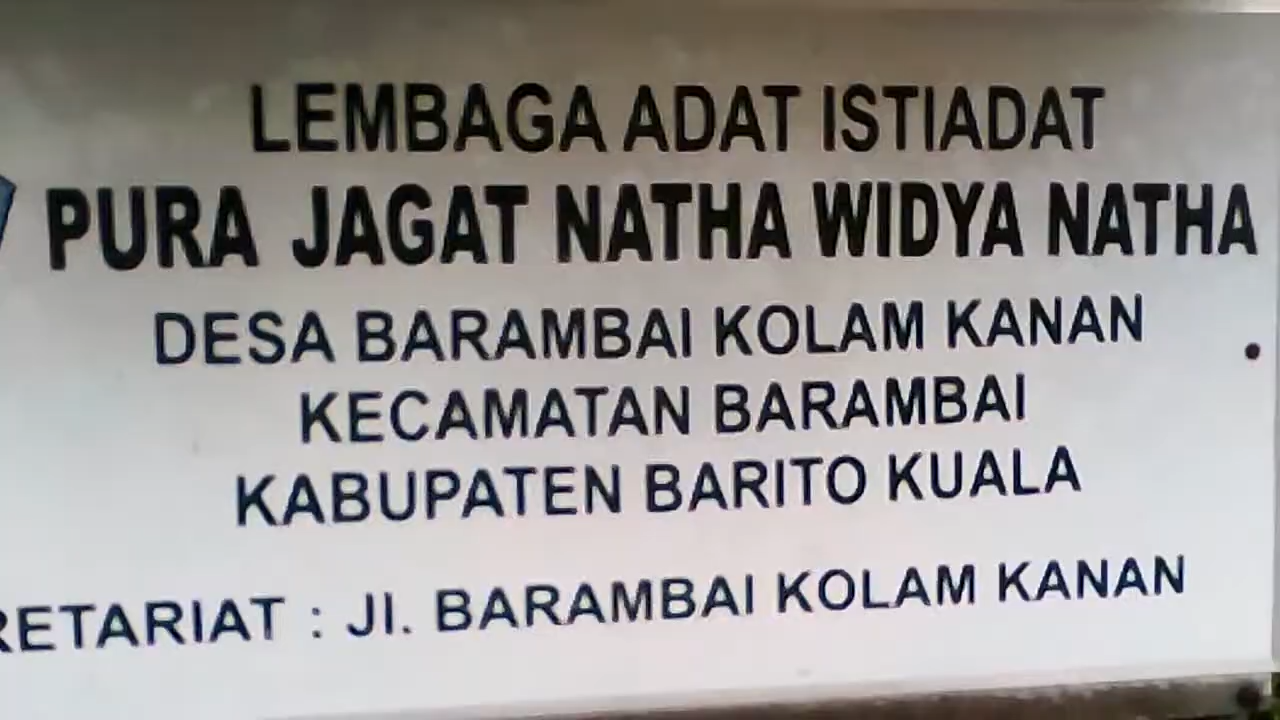 LEMBAGA ADAT ISTIADAT
PURA JAGAT NATHA WIDYA NATHA
DESA BARAMBAI KOLAM KANAN
KECAMATAN BARAMBAI
KABUPATEN BARITO KUALA
RETARIAT : Jl. BARAMBAI KOLAM KANAN